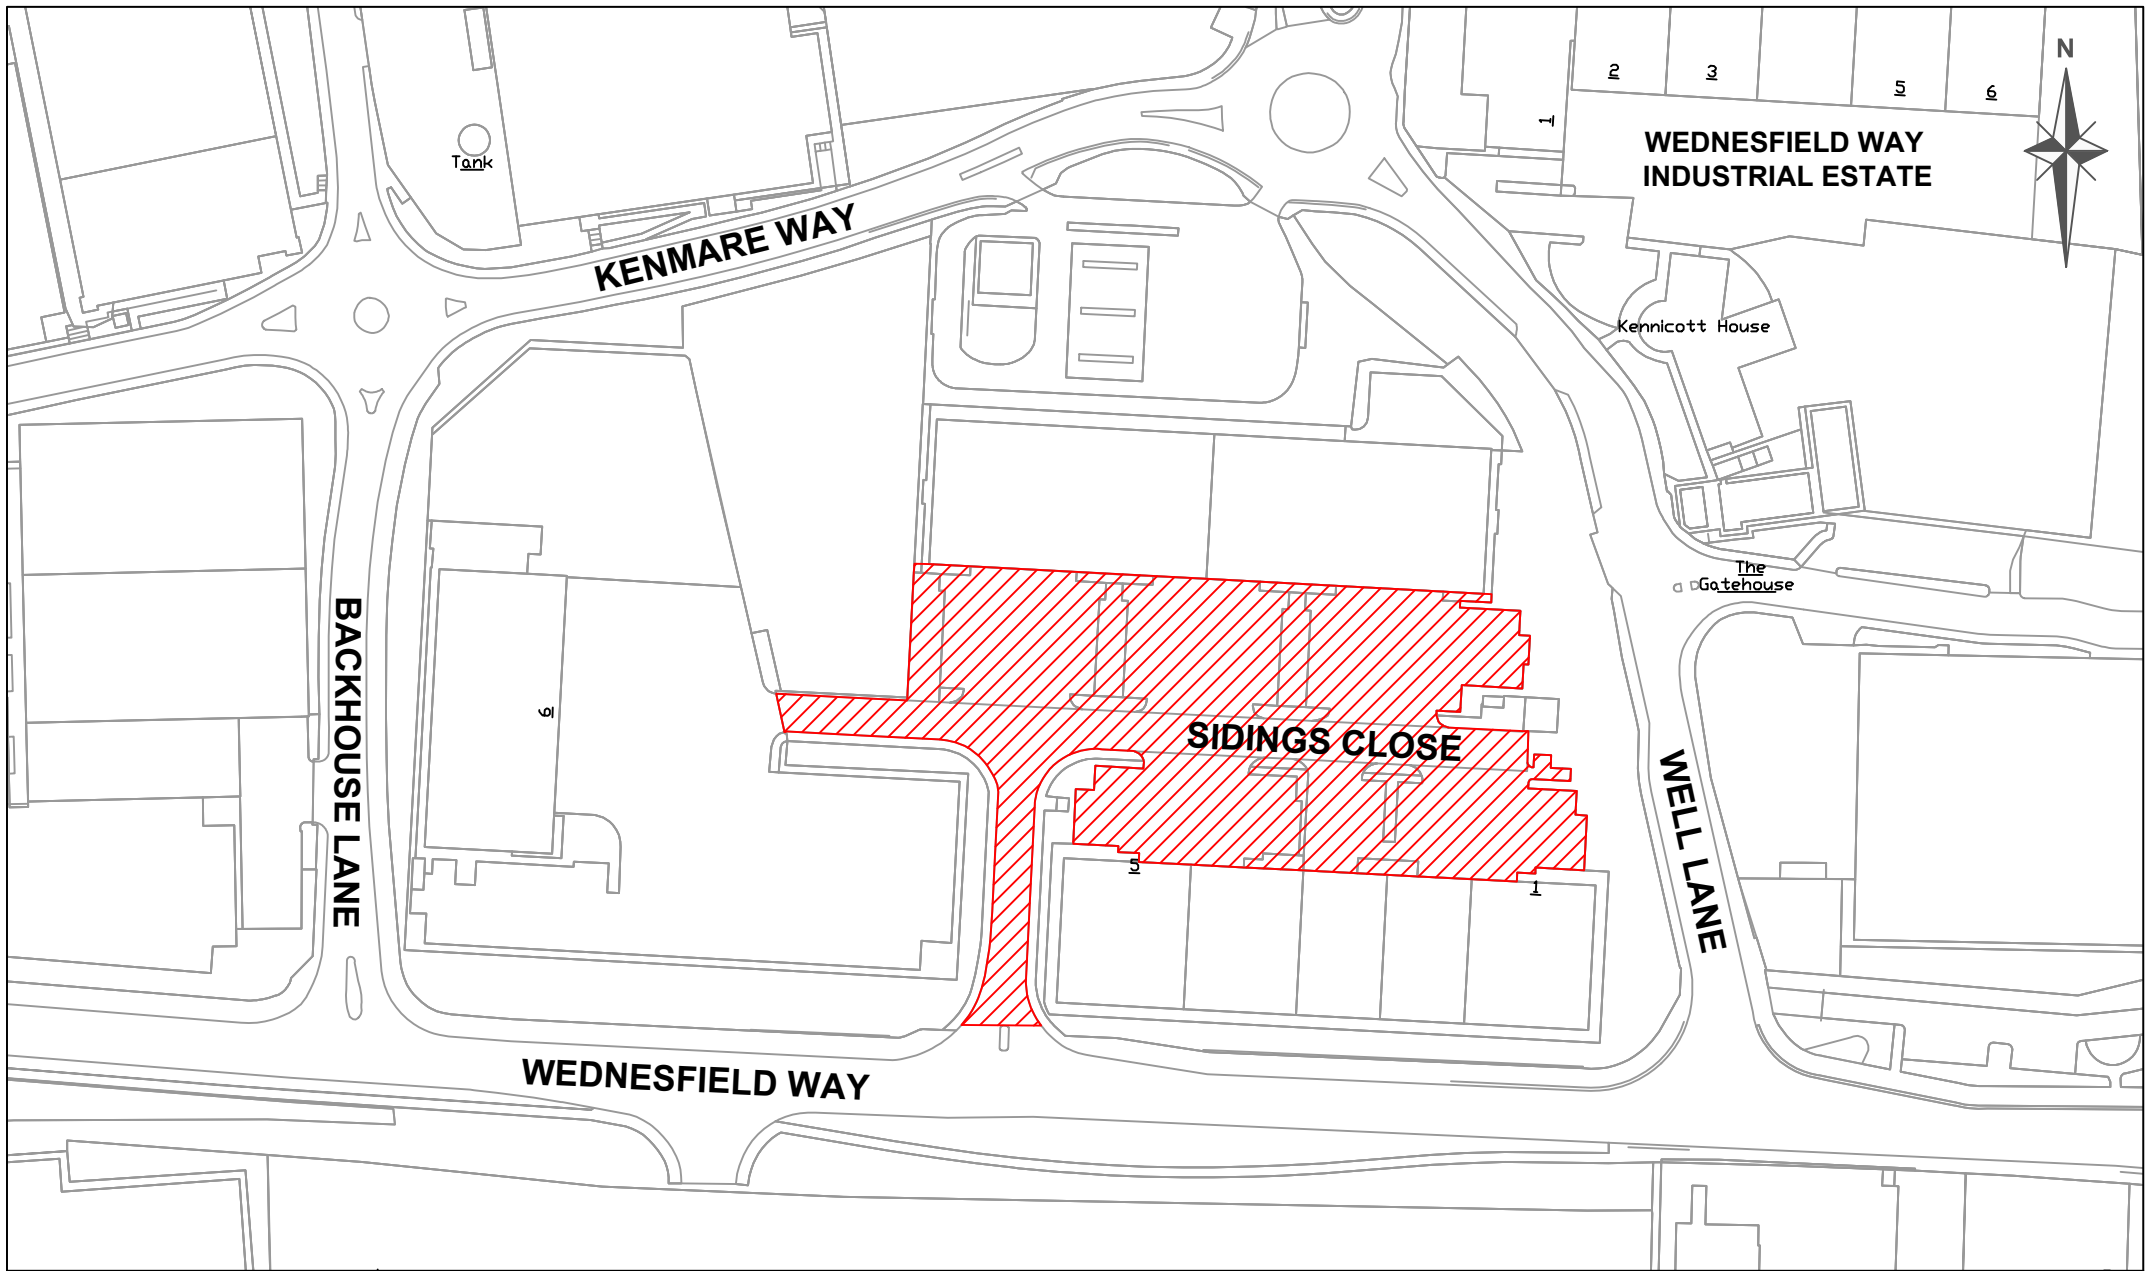 N
2
3
5
6
1
WEDNESFIELD WAY
INDUSTRIAL ESTATE
Tank
KENMARE WAY
Kennicott House
The
Gatehouse
BACKHOUSE LANE
6
SIDINGS CLOSE
WELL LANE
5
1
WEDNESFIELD WAY